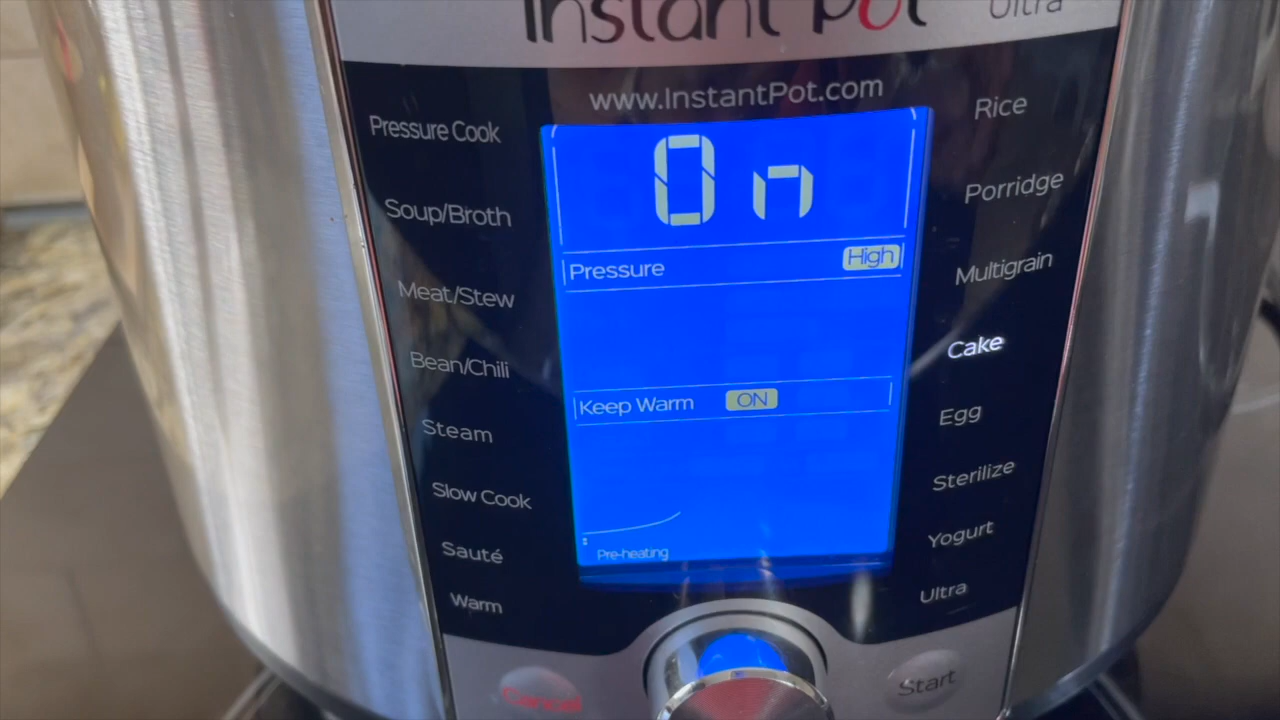 Instant Pot
Ultra
www.InstantPot.com
Pressure Cook
Soup/Broth
Meat/Stew
Bean/Chili
Steam
Slow Cook
Sauté
Warm
On
Pressure High
Keep Warm ON
Pre-heating
Rice
Porridge
Multigrain
Cake
Egg
Sterilize
Yogurt
Ultra
Cancel
Start